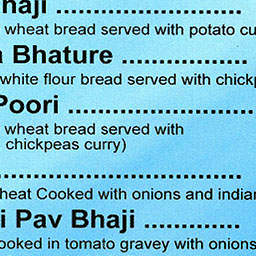 haji ........................
wheat bread served with potato cu
Bhature ................
white flour bread served with chickp
Poori ........................
wheat bread served with
chickpeas curry)
................................
heat Cooked with onions and indian
i Pav Bhaji ............
ooked in tomato gravey with onions